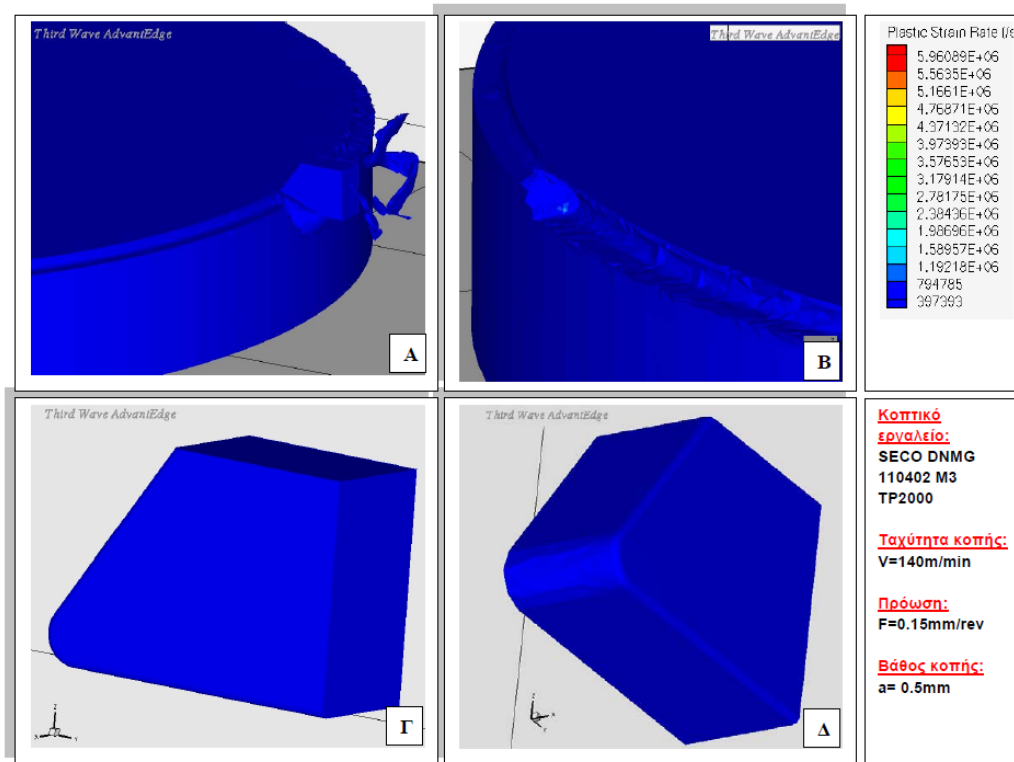 Third Wave AdvantEdge
A
Third Wave AdvantEdge
B
Plastic Strain Rate (/s
5.96089E+06
5.5635E+06
5.1661E+06
4.76871E+06
4.37132E+06
3.97393E+06
3.57653E+06
3.17914E+06
2.78175E+06
2.38436E+06
1.98696E+06
1.58957E+06
1.19218E+06
794785
397393
Third Wave AdvantEdge
Γ
Third Wave AdvantEdge
Δ
Κοπτικό
εργαλείο:
SECO DNMG
110402 M3
TP2000
Ταχύτητα κοπής:
V=140m/min
Πρόωση:
F=0.15mm/rev
Βάθος κοπής:
a= 0.5mm